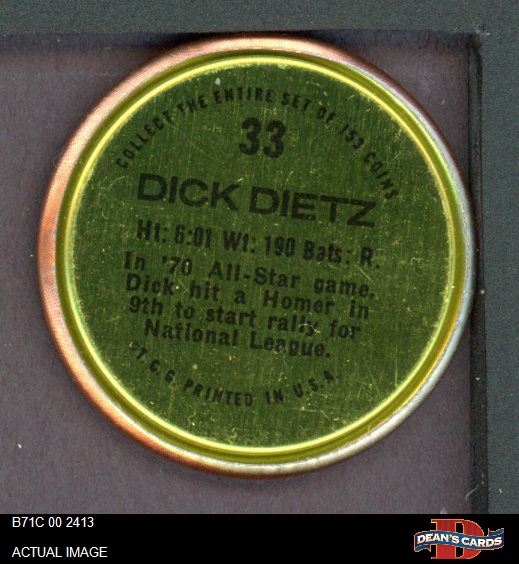 COLLECT THE ENTIRE SET OF 153 COINS
33
DICK DIETZ
Ht: 6:01 Wt: 190 Bats: R.
In '70 All-Star game,
Dick hit a Homer in
9th to start rally for
National League.
©T.C.G. PRINTED IN U.S.A.
B71C 00 2413
ACTUAL IMAGE
D
DEAN'S CARDS